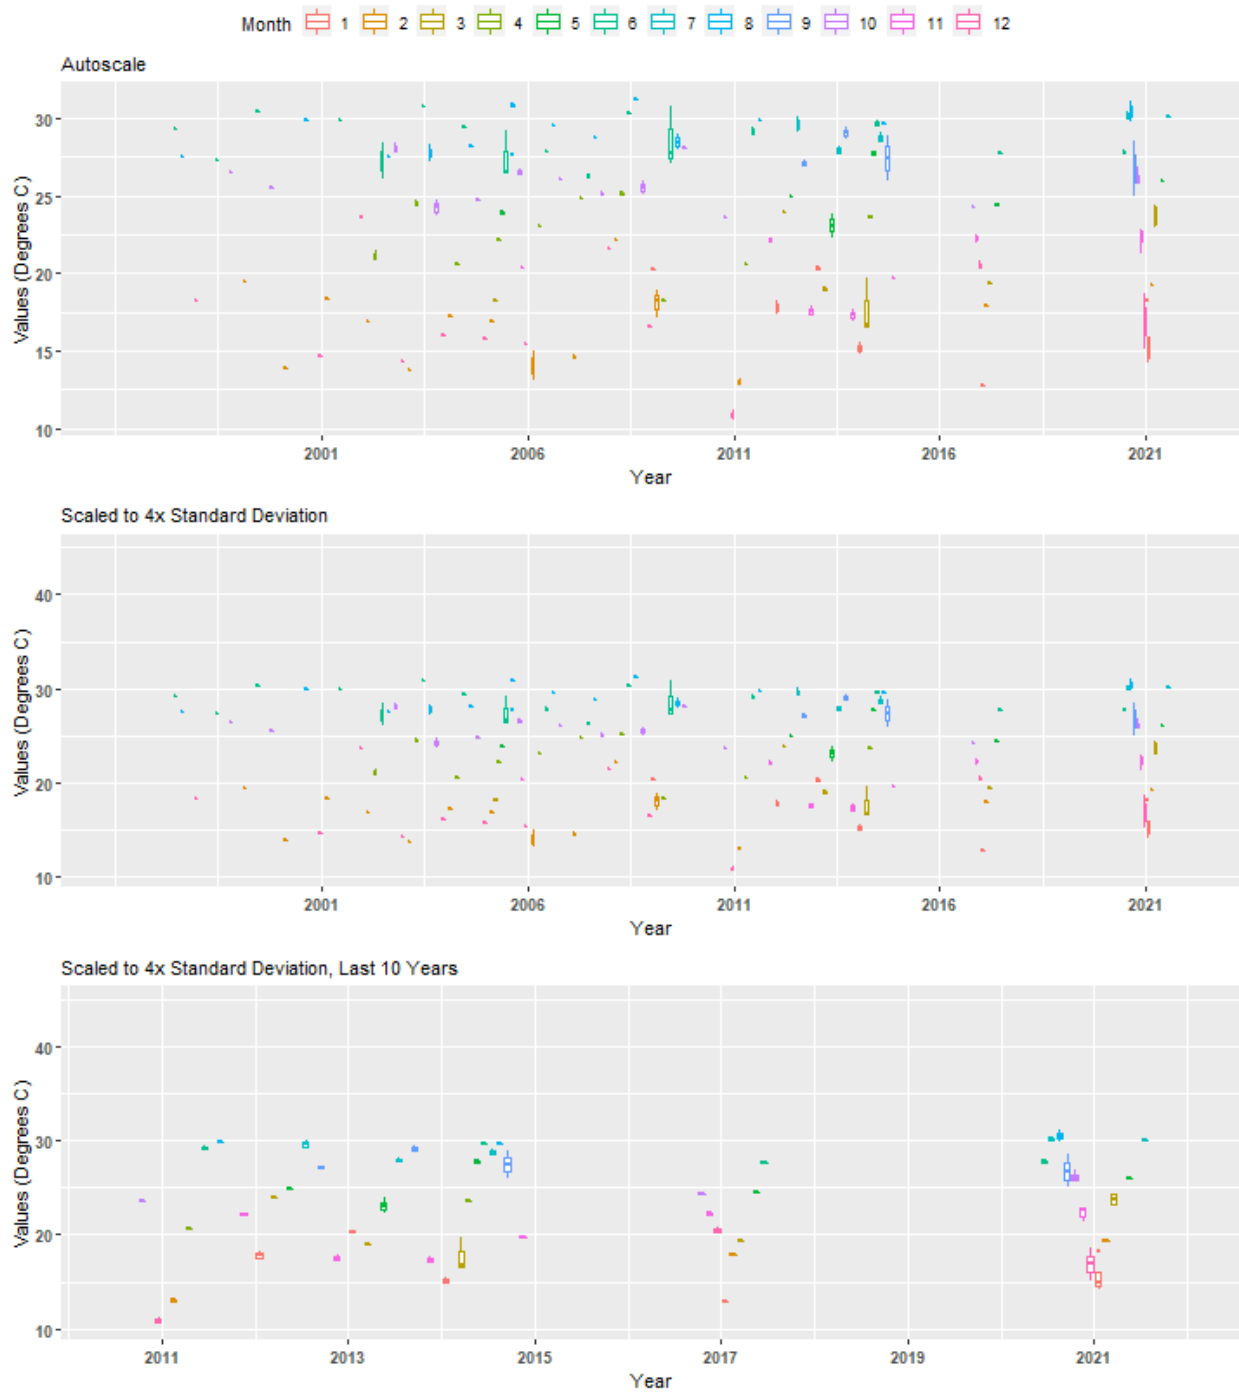 Month 1 2 3 4 5 6 7 8 9 10 11 12
Autoscale
Values (Degrees C)
30
25
20
15
10
2001 2006 2011 2016 2021
Year
Scaled to 4x Standard Deviation
Values (Degrees C)
40
30
20
10
2001 2006 2011 2016 2021
Year
Scaled to 4x Standard Deviation, Last 10 Years
Values (Degrees C)
40
30
20
10
2011 2013 2015 2017 2019 2021
Year